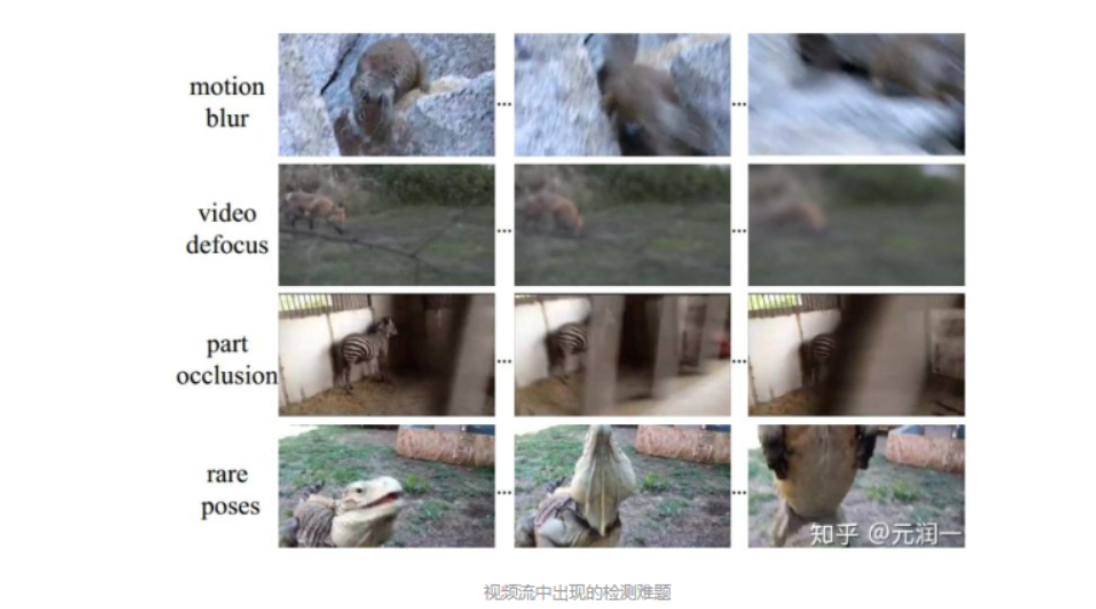 motion
blur
...
...
video
defocus
...
...
part
occlusion
...
...
rare
poses
...
...
知乎 @元润一
视频流中出现的检测难题